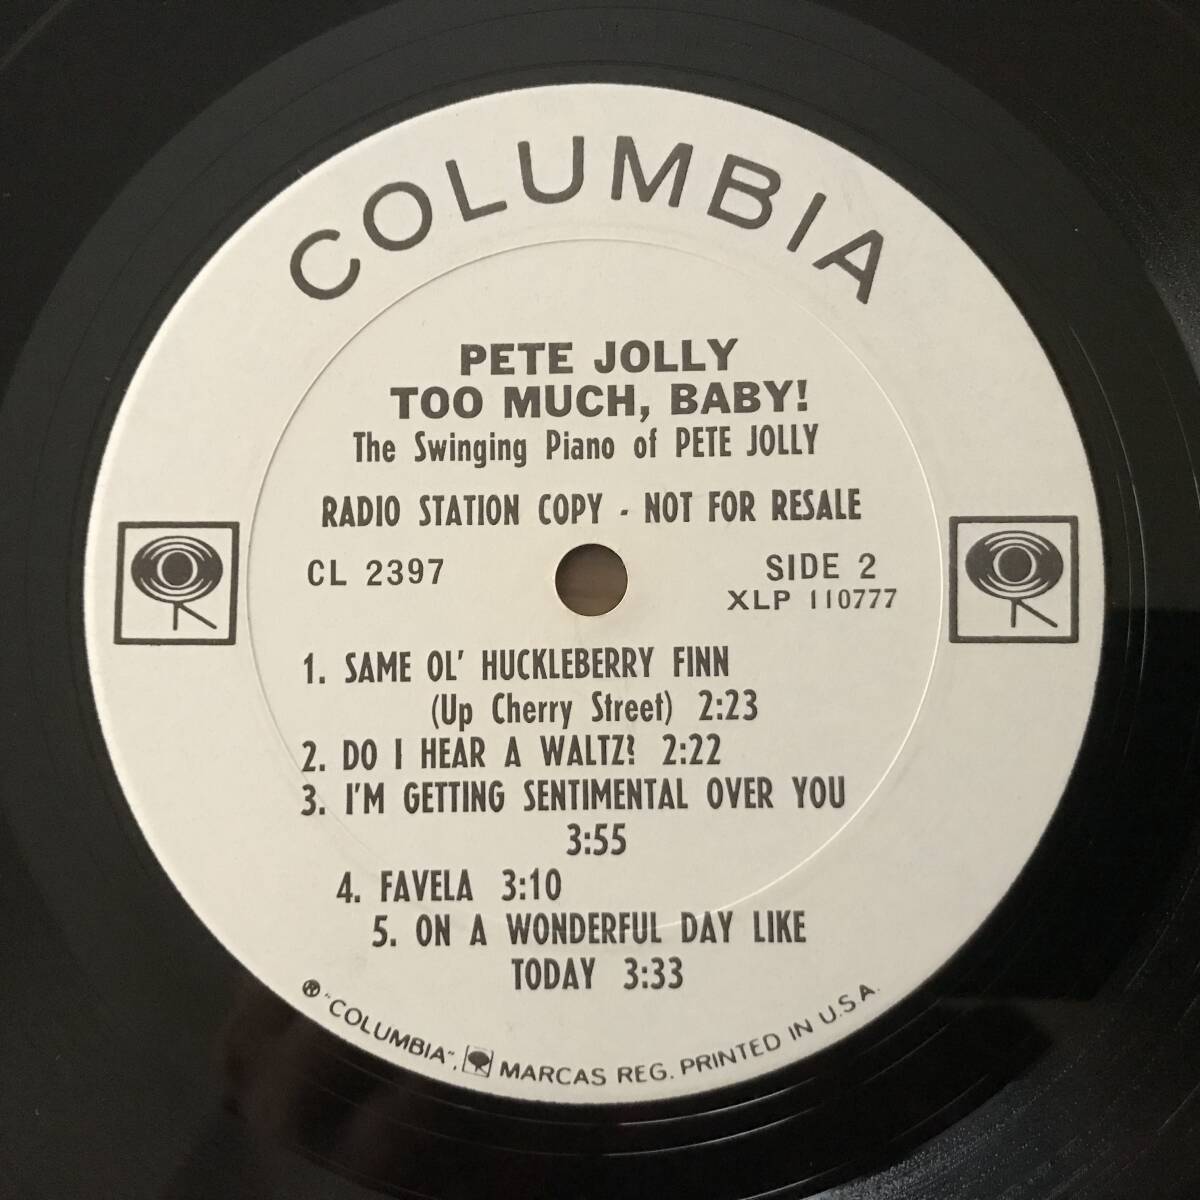 COLUMBIA
PETE JOLLY
TOO MUCH, BABY!
The Swinging Piano of PETE JOLLY
RADIO STATION COPY - NOT FOR RESALE
CL 2397
SIDE 2
XLP 110777
1. SAME OL' HUCKLEBERRY FINN
(Up Cherry Street) 2:23
2. DO I HEAR A WALTZ? 2:22
3. I'M GETTING SENTIMENTAL OVER YOU
3:55
4. FAVELA 3:10
5. ON A WONDERFUL DAY LIKE
TODAY 3:33
® "COLUMBIA", MARCAS REG. PRINTED IN U.S.A.